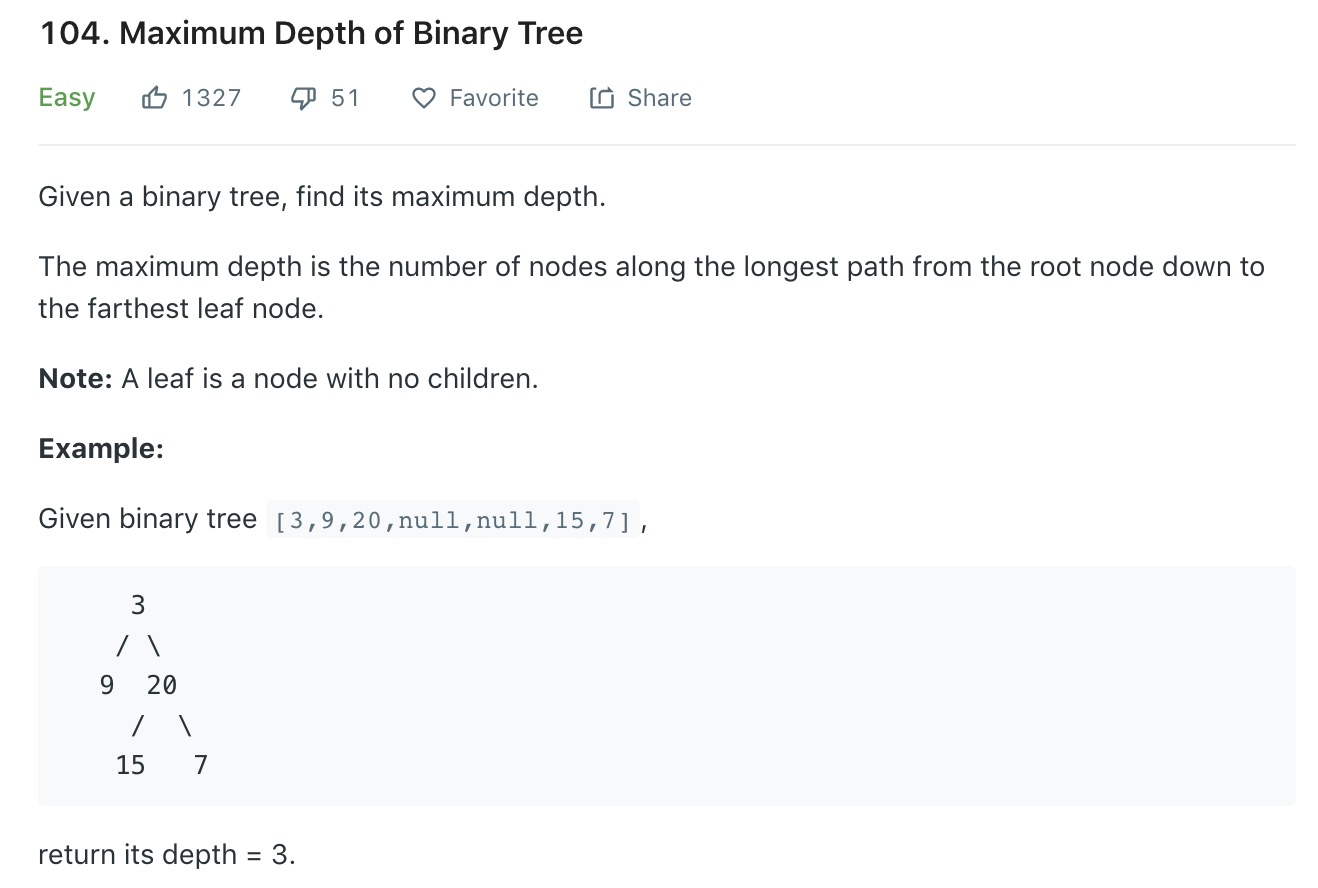 104. Maximum Depth of Binary Tree
Easy 1327 51 Favorite Share
Given a binary tree, find its maximum depth.
The maximum depth is the number of nodes along the longest path from the root node down to
the farthest leaf node.
Note: A leaf is a node with no children.
Example:
Given binary tree [3,9,20,null,null,15,7],
3
/ \
9 20
/ \
15 7
return its depth = 3.